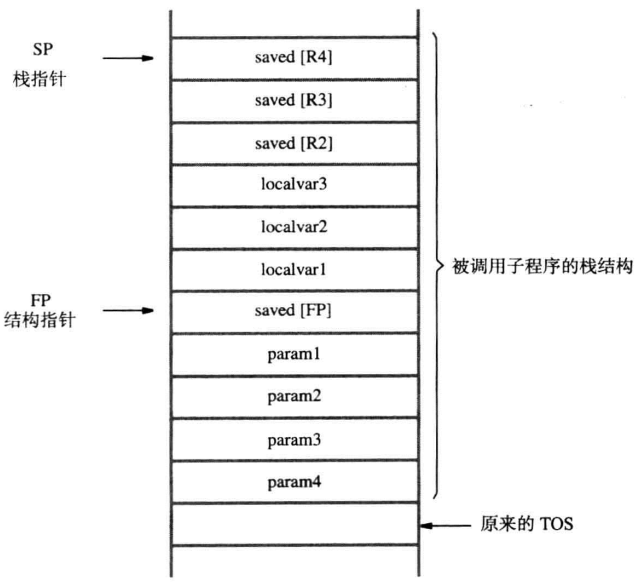 SP
栈指针
saved [R4]
saved [R3]
saved [R2]
localvar3
localvar2
localvar1
被调用子程序的栈结构
FP
结构指针
saved [FP]
param1
param2
param3
param4
原来的 TOS